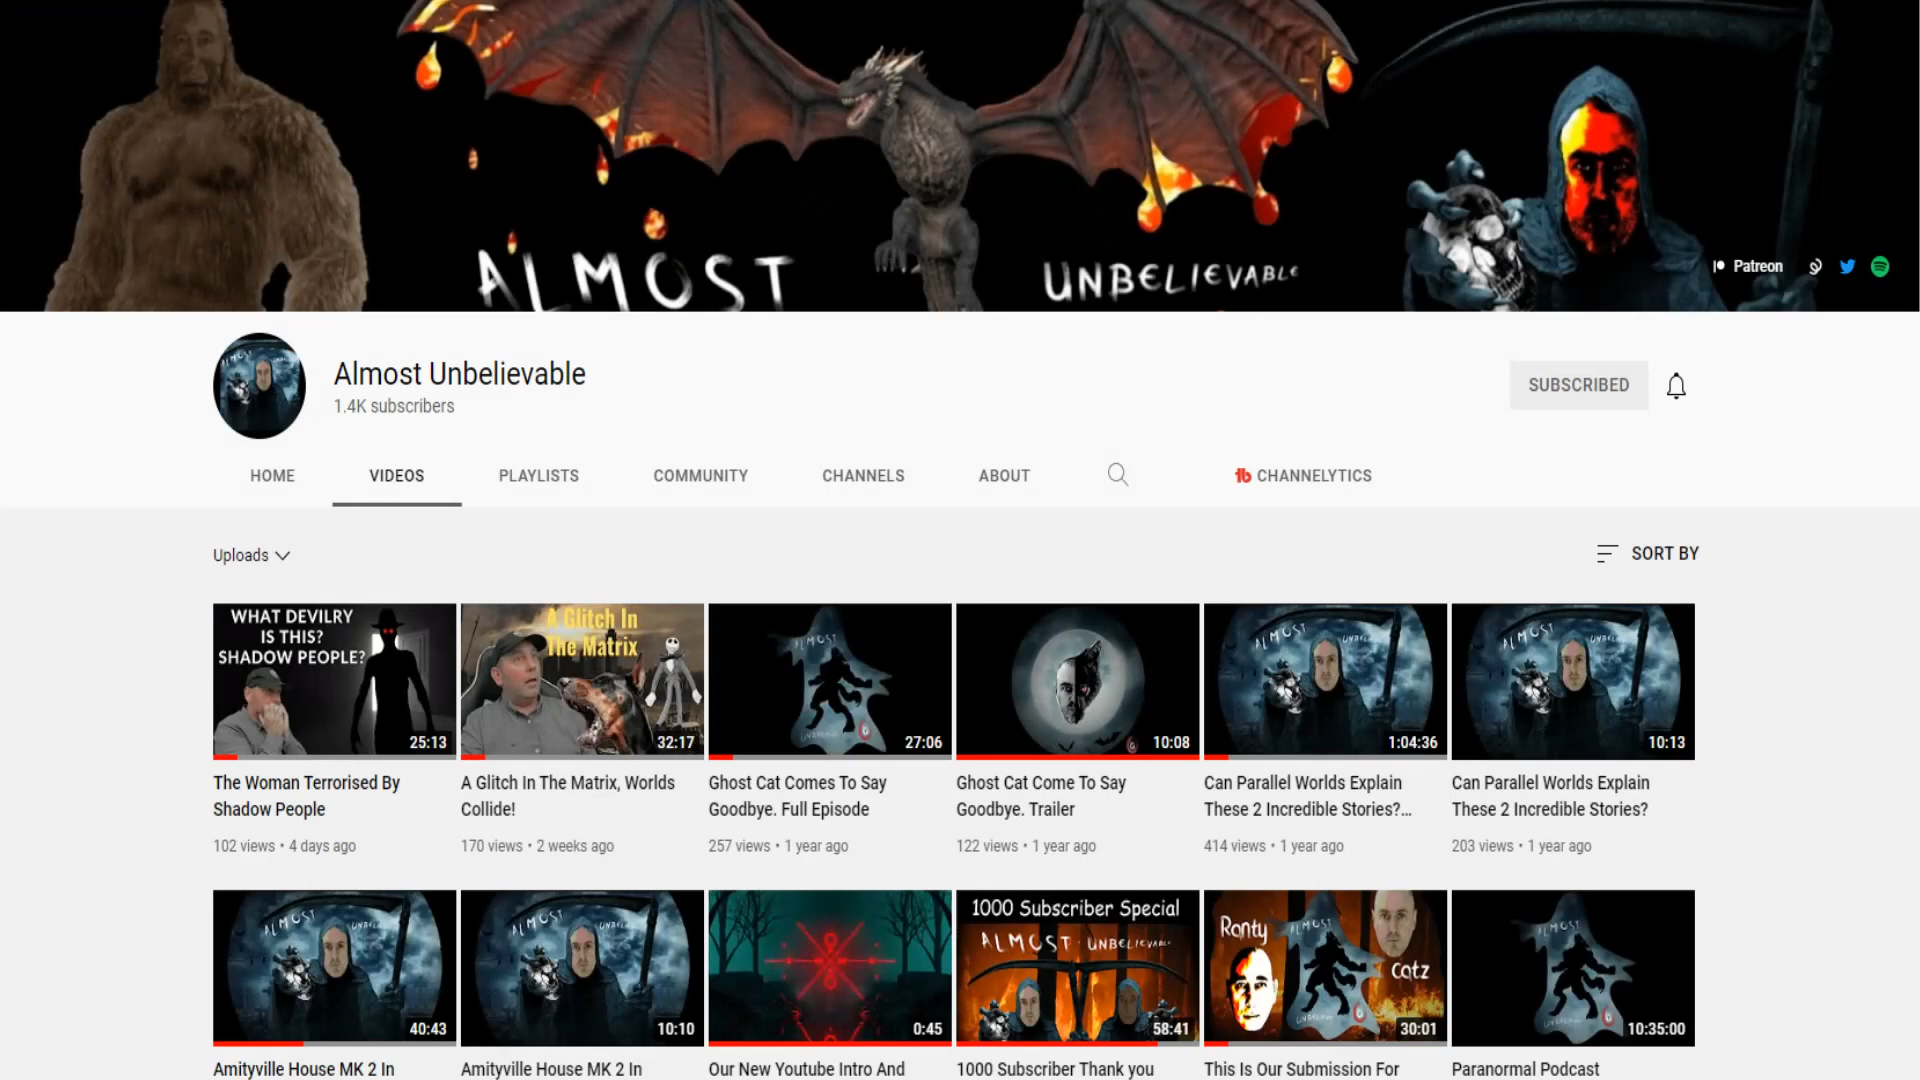 ALMOST
UNBELIEVABLE
Patreon
Almost Unbelievable
1.4K subscribers
SUBSCRIBED
HOME
VIDEOS
PLAYLISTS
COMMUNITY
CHANNELS
ABOUT
CHANNELYTICS
Uploads
SORT BY
WHAT DEVILRY
IS THIS?
SHADOW PEOPLE?
25:13
A Glitch In
The Matrix
32:17
ALMOST
27:06
10:08
ALMOST
1:04:36
ALMOST
10:13
The Woman Terrorised By
Shadow People
102 views • 4 days ago
A Glitch In The Matrix, Worlds
Collide!
170 views • 2 weeks ago
Ghost Cat Comes To Say
Goodbye. Full Episode
257 views • 1 year ago
Ghost Cat Come To Say
Goodbye. Trailer
122 views • 1 year ago
Can Parallel Worlds Explain
These 2 Incredible Stories?...
414 views • 1 year ago
Can Parallel Worlds Explain
These 2 Incredible Stories?
203 views • 1 year ago
ALMOST
40:43
ALMOST
10:10
0:45
1000 Subscriber Special
ALMOST UNBELIEVABLE
58:41
Ranty
ALMOST
Catz
30:01
ALMOST
10:35:00
Amityville House MK 2 In
Amityville House MK 2 In
Our New Youtube Intro And
1000 Subscriber Thank you
This Is Our Submission For
Paranormal Podcast